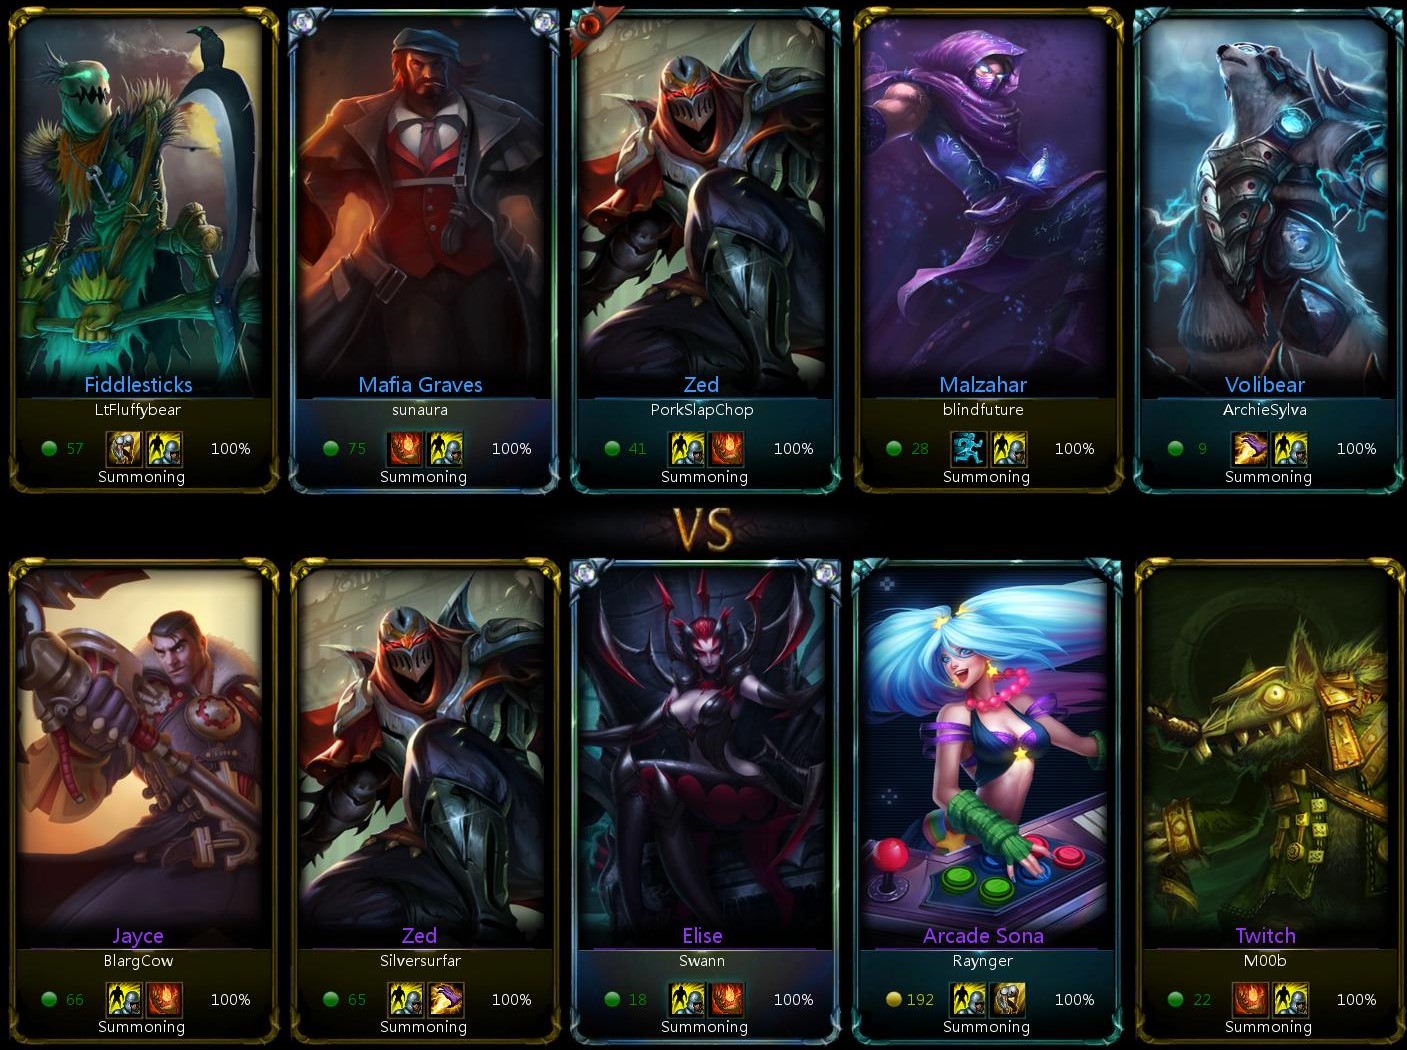 Fiddlesticks
LtFluffybear
57 100%
Summoning
Mafia Graves
sunaura
75 100%
Summoning
Zed
PorkSlapChop
41 100%
Summoning
Malzahar
blindfuture
28 100%
Summoning
Volibear
ArchieSylva
9 100%
Summoning
VS
Jayce
BlargCow
66 100%
Summoning
Zed
Silversurfar
65 100%
Summoning
Elise
Swann
18 100%
Summoning
Arcade Sona
Raynger
192 100%
Summoning
Twitch
M00b
22 100%
Summoning